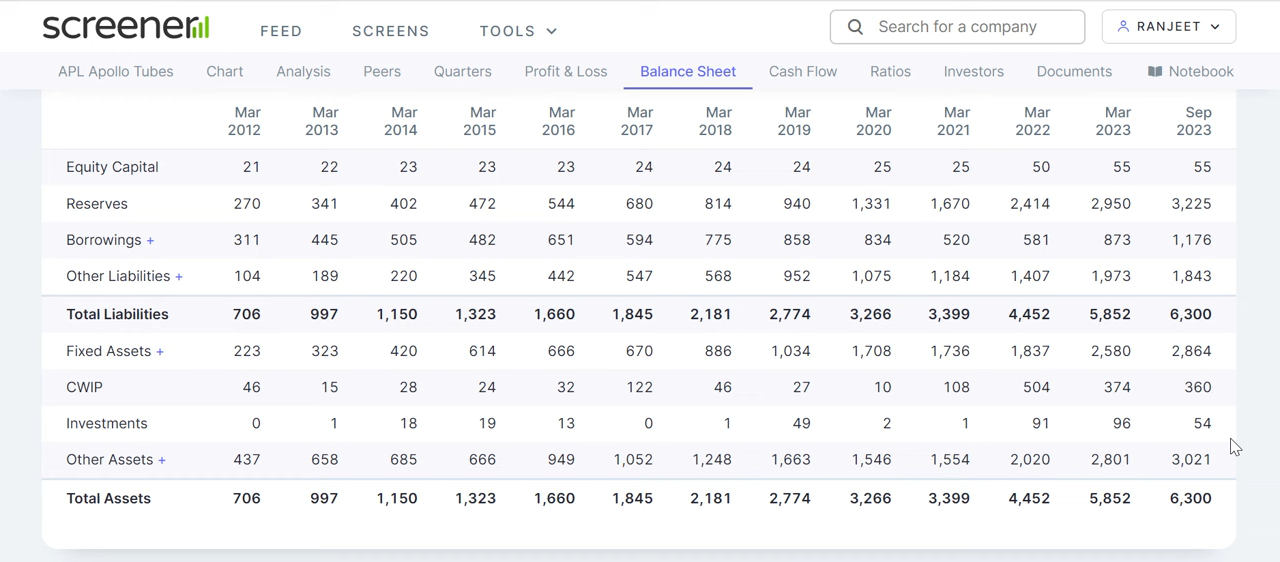 screener FEED SCREENS TOOLS Search for a company RANJEET
APL Apollo Tubes Chart Analysis Peers Quarters Profit & Loss Balance Sheet Cash Flow Ratios Investors Documents Notebook
Mar Mar Mar Mar Mar Mar Mar Mar Mar Mar Mar Mar Sep
2012 2013 2014 2015 2016 2017 2018 2019 2020 2021 2022 2023 2023
Equity Capital 21 22 23 23 23 24 24 24 25 25 50 55 55
Reserves 270 341 402 472 544 680 814 940 1,331 1,670 2,414 2,950 3,225
Borrowings + 311 445 505 482 651 594 775 858 834 520 581 873 1,176
Other Liabilities + 104 189 220 345 442 547 568 952 1,075 1,184 1,407 1,973 1,843
Total Liabilities 706 997 1,150 1,323 1,660 1,845 2,181 2,774 3,266 3,399 4,452 5,852 6,300
Fixed Assets + 223 323 420 614 666 670 886 1,034 1,708 1,736 1,837 2,580 2,864
CWIP 46 15 28 24 32 122 46 27 10 108 504 374 360
Investments 0 1 18 19 13 0 1 49 2 1 91 96 54
Other Assets + 437 658 685 666 949 1,052 1,248 1,663 1,546 1,554 2,020 2,801 3,021
Total Assets 706 997 1,150 1,323 1,660 1,845 2,181 2,774 3,266 3,399 4,452 5,852 6,300